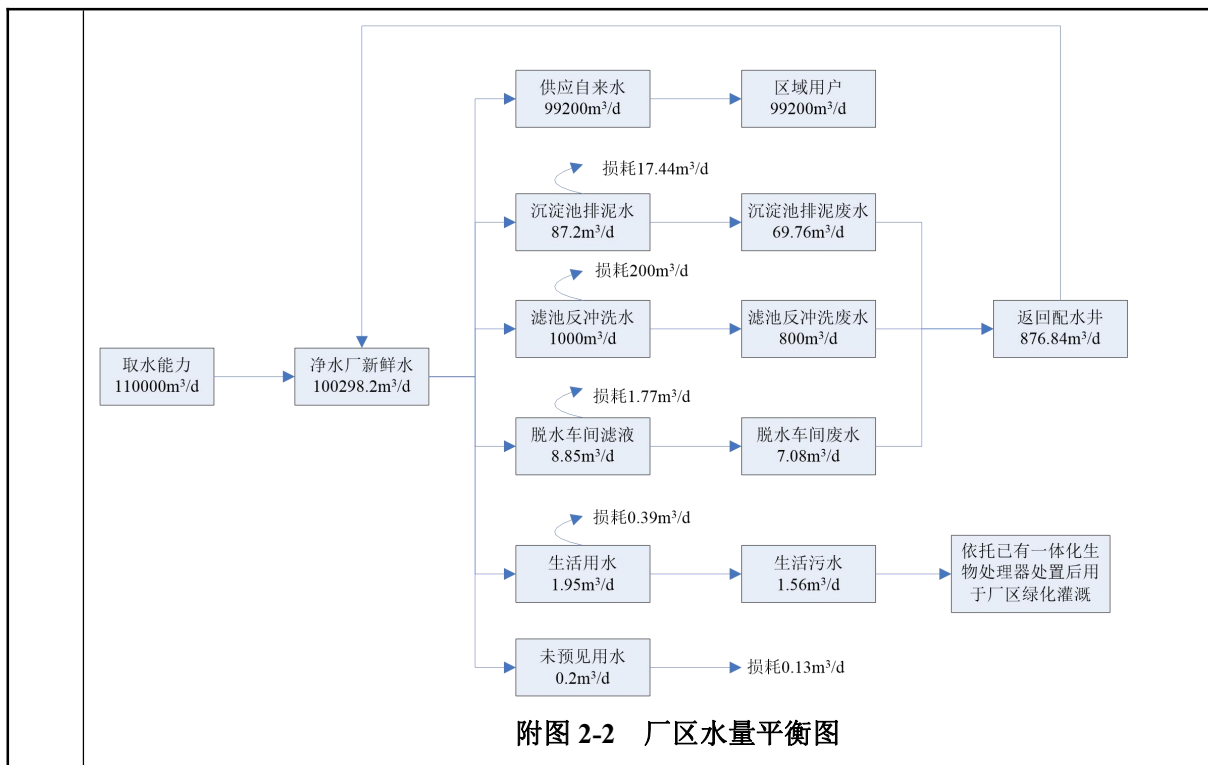 供应自来水
99200m³/d
区域用户
99200m³/d
损耗17.44m³/d
沉淀池排泥水
87.2m³/d
沉淀池排泥废水
69.76m³/d
损耗200m³/d
滤池反冲洗水
1000m³/d
滤池反冲洗废水
800m³/d
返回配水井
876.84m³/d
取水能力
110000m³/d
净水厂新鲜水
100298.2m³/d
损耗1.77m³/d
脱水车间滤液
8.85m³/d
脱水车间废水
7.08m³/d
损耗0.39m³/d
生活用水
1.95m³/d
生活污水
1.56m³/d
依托已有一体化生
物处理器处置后用
于厂区绿化灌溉
未预见用水
0.2m³/d
损耗0.13m³/d
附图 2-2 厂区水量平衡图